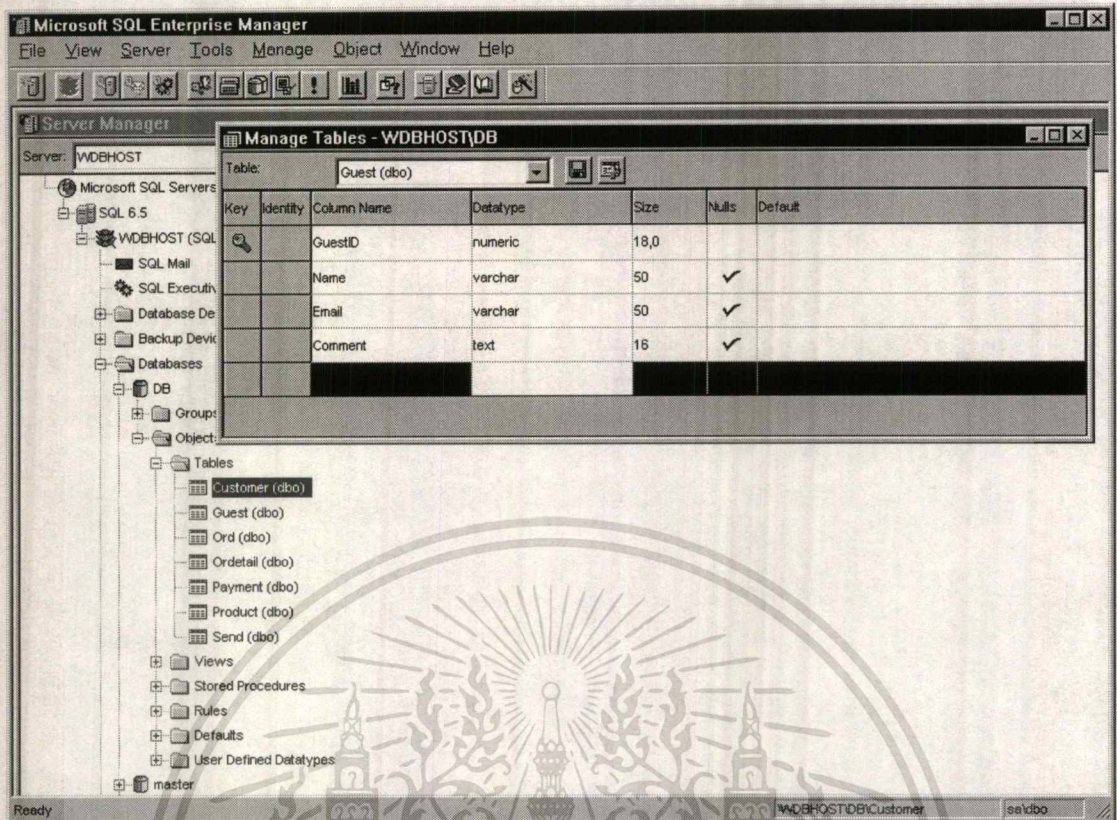 Microsoft SQL Enterprise Manager
File View Server Tools Manage Object Window Help
Server Manager
Server: WDBHOST
Microsoft SQL Servers
SQL 6.5
WDBHOST (SQL
SQL Mail
SQL Executiv
Database De
Backup Devic
Databases
DB
Groups
Objects
Tables
Customer (dbo)
Guest (dbo)
Ord (dbo)
Ordetail (dbo)
Payment (dbo)
Product (dbo)
Send (dbo)
Views
Stored Procedures
Rules
Defaults
User Defined Datatypes
master
Manage Tables - WDBHOST\DB
Table: Guest (dbo)
Key Identity Column Name Datatype Size Nulls Default
GuestID numeric 18,0
Name varchar 50
Email varchar 50
Comment text 16
Ready \WDBHOST\DB\Customer sa\dbo